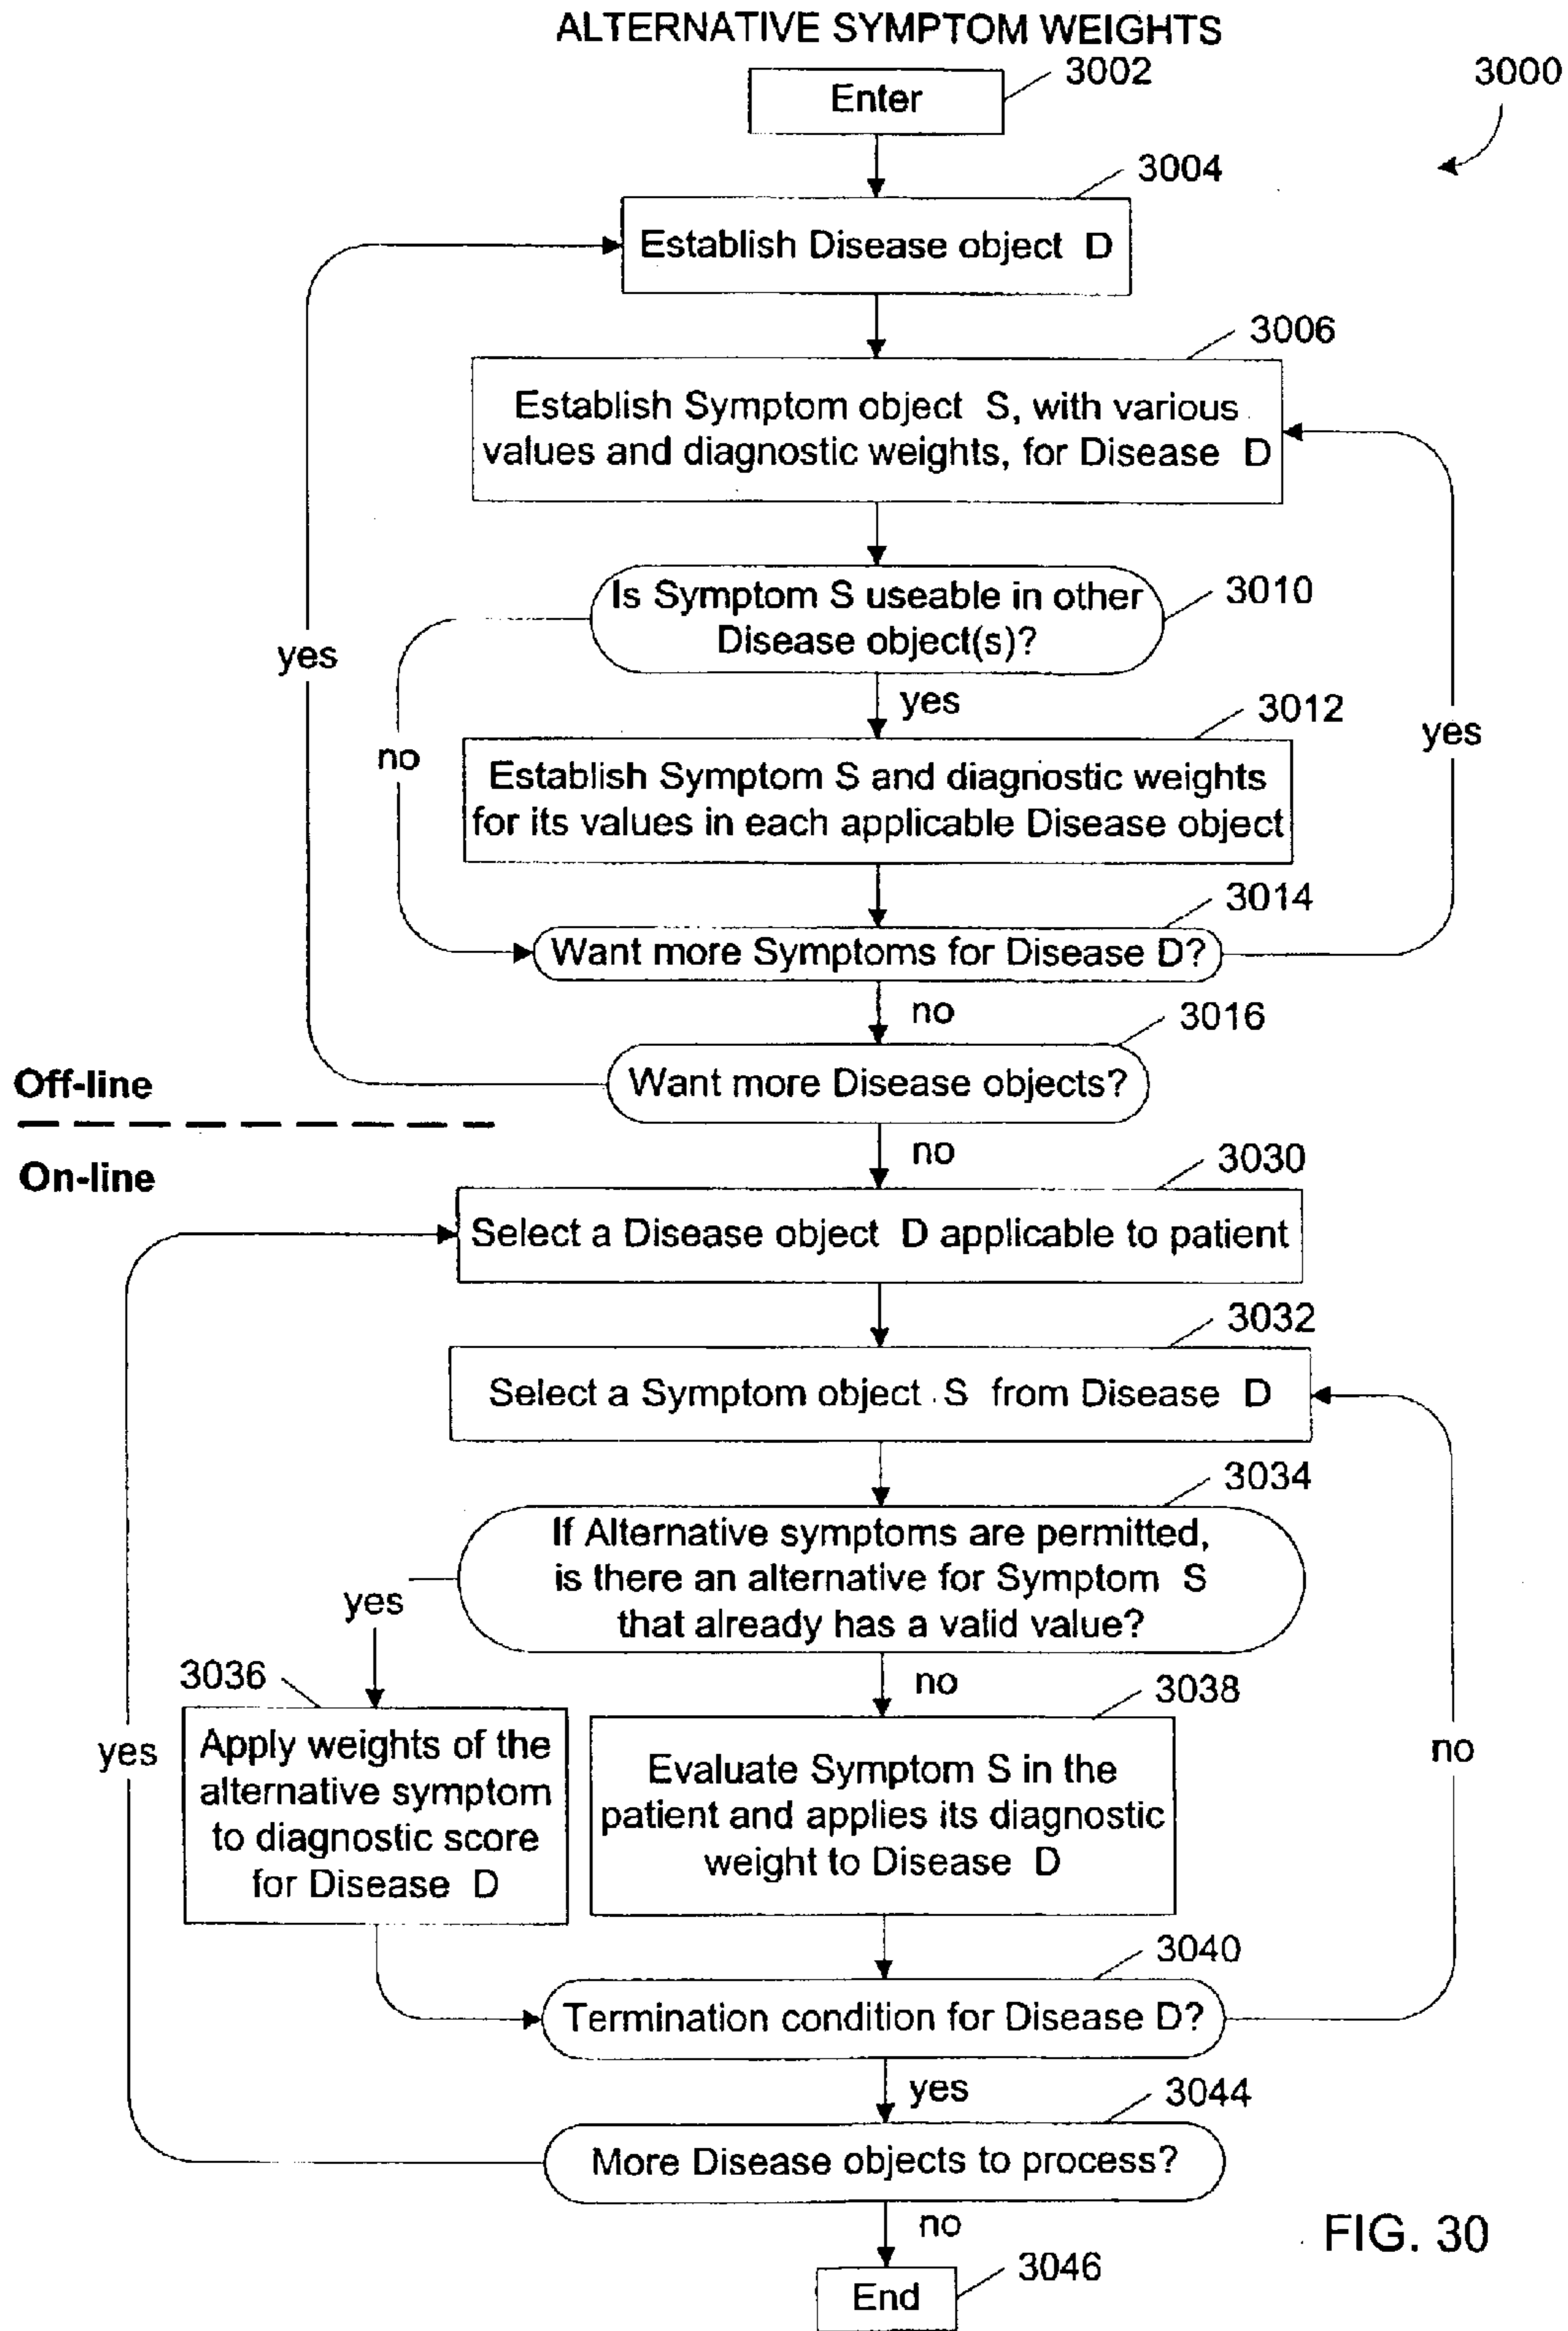 ALTERNATIVE SYMPTOM WEIGHTS
3002
3000
Enter
3004
Establish Disease object D
3006
Establish Symptom object S, with various
values and diagnostic weights, for Disease D
Is Symptom S useable in other
Disease object(s)?
3010
yes
yes
3012
no
yes
Establish Symptom S and diagnostic weights
for its values in each applicable Disease object
3014
Want more Symptoms for Disease D?
no
3016
Want more Disease objects?
Off-line
On-line
no
3030
Select a Disease object D applicable to patient
3032
Select a Symptom object S from Disease D
3034
If Alternative symptoms are permitted,
is there an alternative for Symptom S
that already has a valid value?
yes
3036
no
3038
yes
no
Apply weights of the
alternative symptom
to diagnostic score
for Disease D
Evaluate Symptom S in the
patient and applies its diagnostic
weight to Disease D
3040
Termination condition for Disease D?
yes
3044
More Disease objects to process?
no
FIG. 30
3046
End